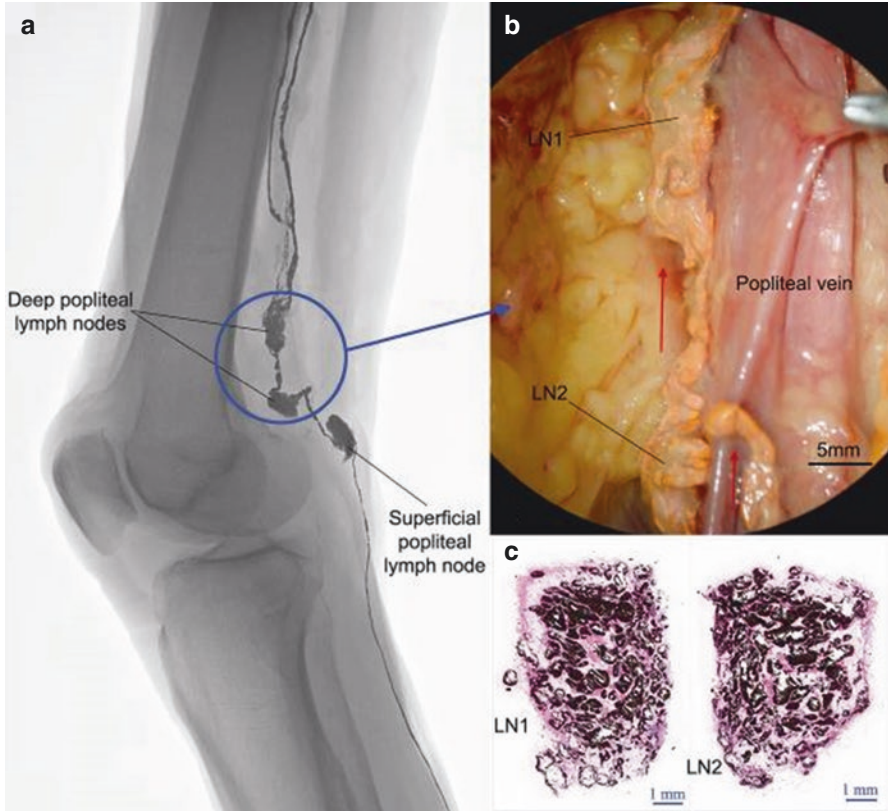 a
Deep popliteal
lymph nodes
Superficial
popliteal
lymph node
b
LN1
Popliteal vein
LN2
5mm
c
LN1
1 mm
LN2
1 mm